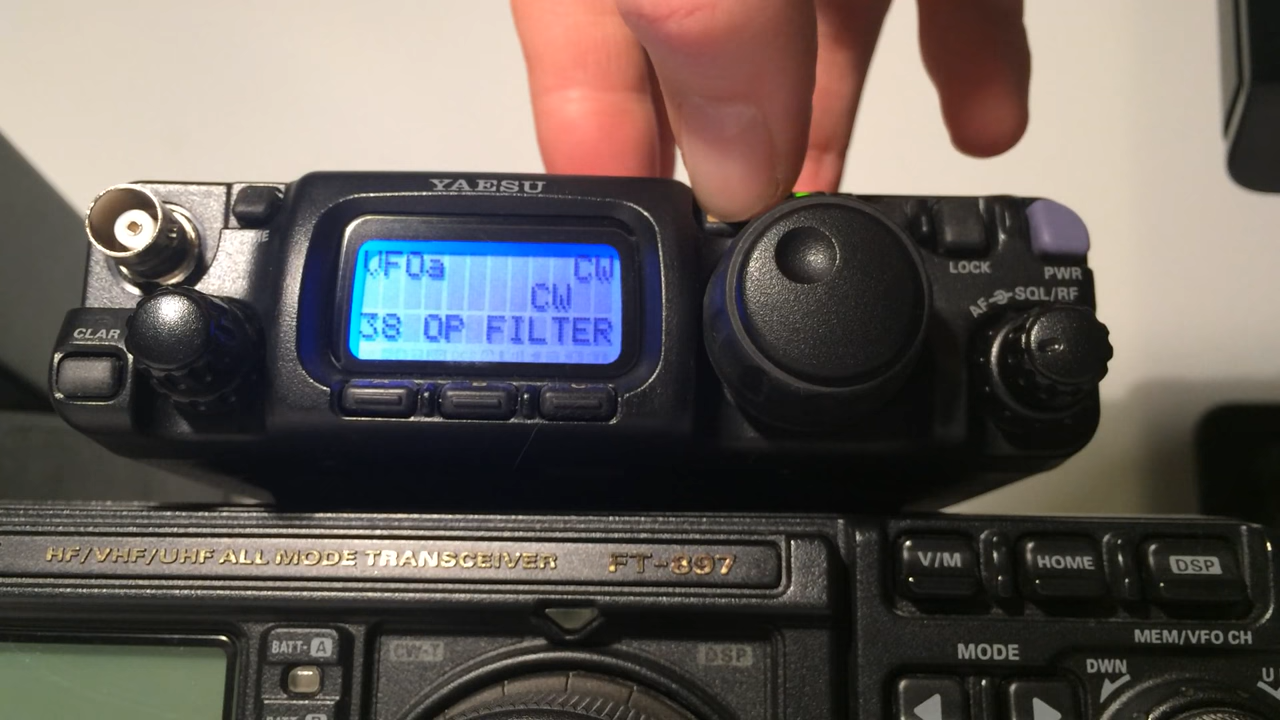 YAESU
VFOa CW
CW
38 OP FILTER
CLAR
LOCK
PWR
AF
SQL/RF
HF/VHF/UHF ALL MODE TRANSCEIVER FT-897
V/M
HOME
DSP
BATT-A
CW-T
DSP
MODE
MEM/VFO CH
DWN